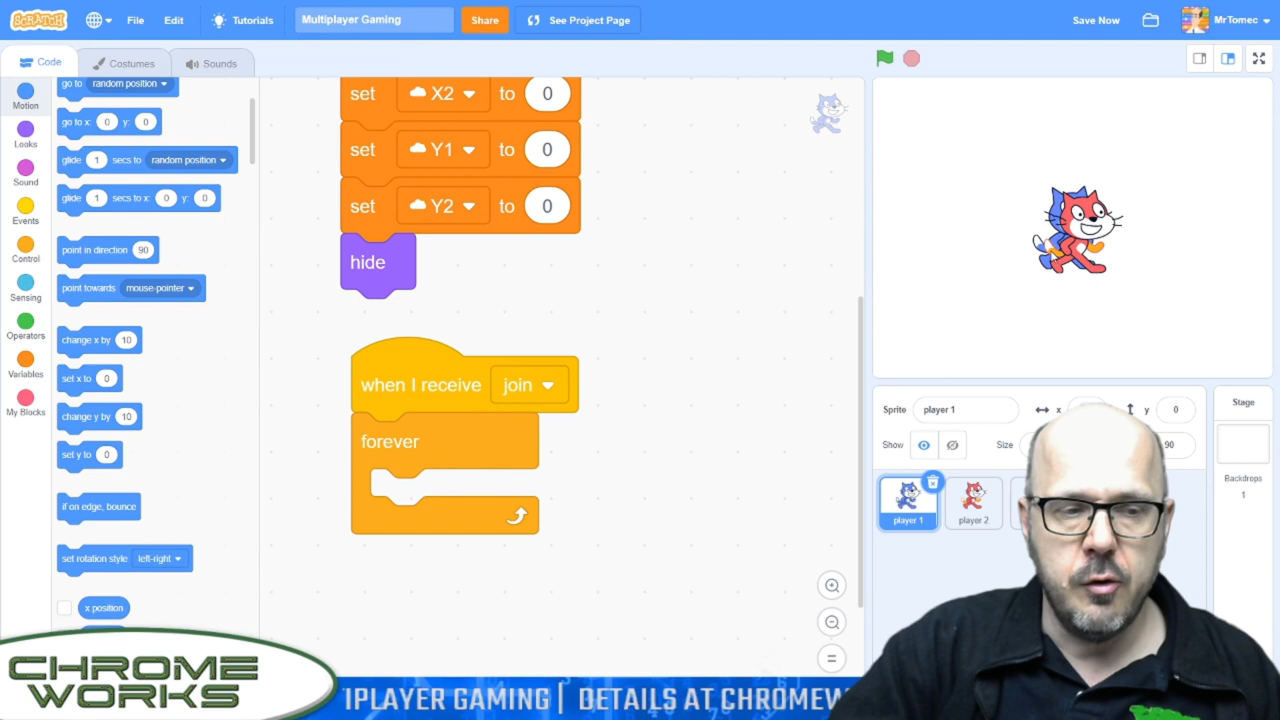 SCRATCH
File
Edit
Tutorials
Multiplayer Gaming
Share
See Project Page
Save Now
MrTomec
Code
Costumes
Sounds
Motion
Looks
Sound
Events
Control
Sensing
Operators
Variables
My Blocks
go to random position
go to x: 0 y: 0
glide 1 secs to random position
glide 1 secs to x: 0 y: 0
point in direction 90
point towards mouse-pointer
change x by 10
set x to 0
change y by 10
set y to 0
if on edge, bounce
set rotation style left-right
x position
set X2 to 0
set Y1 to 0
set Y2 to 0
hide
when I receive join
forever
Sprite player 1
x
y 0
Show
Size
90
player 1
player 2
Stage
Backdrops
1
CHROME
WORKS
IPLAYER GAMING | DETAILS AT CHROMEW